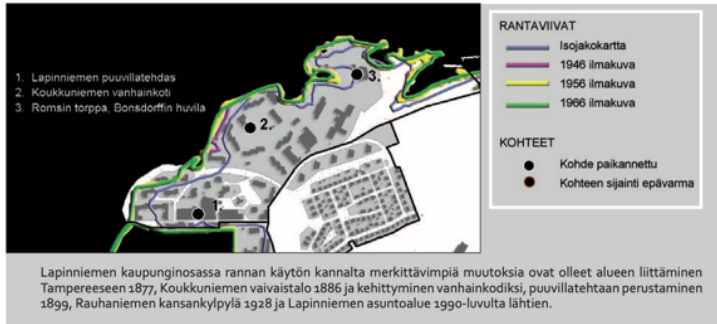 1. Lapinniemen puuvillatehdas
2. Koukkuniemen vanhainkoti
3. Romsin torppa, Bonsdorffin huvila
3.
2.
1.
RANTAVIIVAT
Isojakokartta
1946 ilmakuva
1956 ilmakuva
1966 ilmakuva
KOHTEET
Kohde paikannettu
Kohteen sijainti epävarma
Lapinniemen kaupunginosassa rannan käytön kannalta merkittävimpiä muutoksia ovat olleet alueen liittäminen
Tampereeseen 1877, Koukkuniemen vaivaistalo 1886 ja kehittyminen vanhainkodiksi, puuvillatehtaan perustaminen
1899, Rauhaniemen kansankylpylä 1928 ja Lapinniemen asuntoalue 1990-luvulta lähtien.